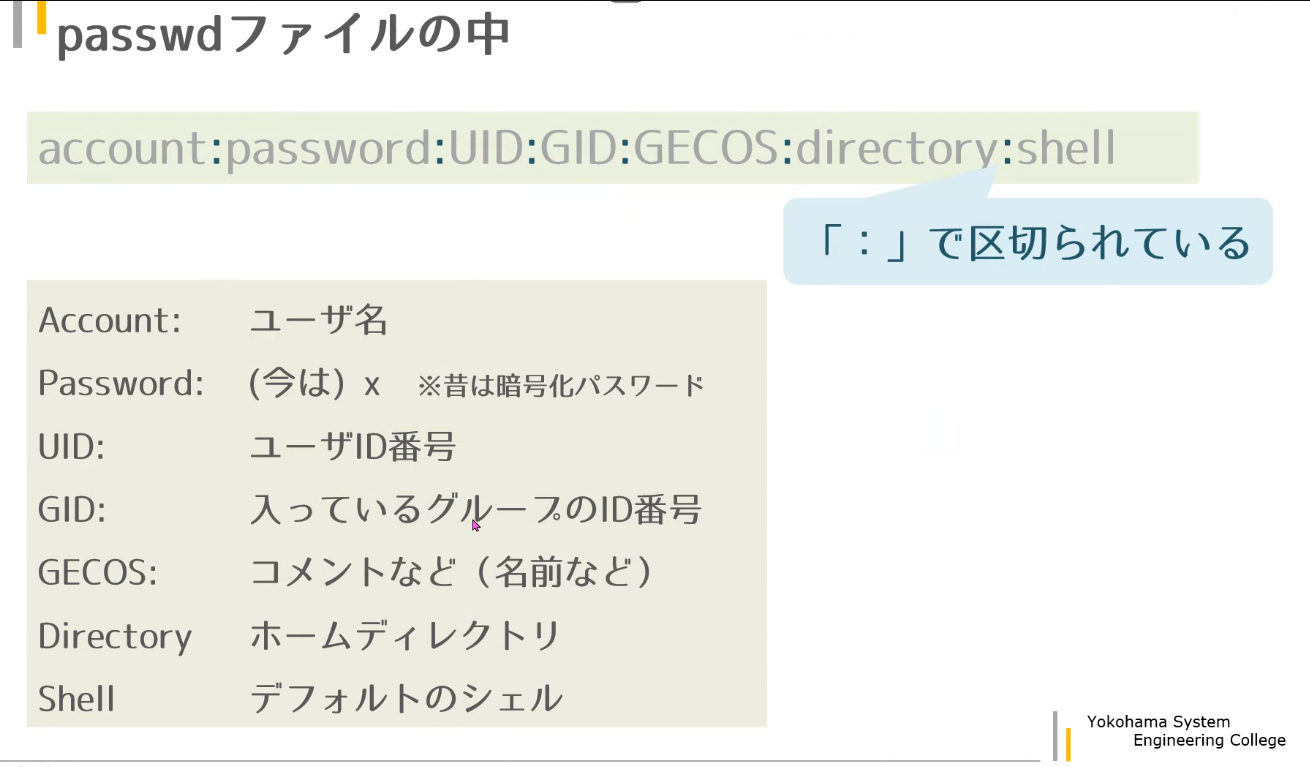 passwdファイルの中
account:password:UID:GID:GECOS:directory:shell
「：」で区切られている
Account: ユーザ名
Password: (今は) x ※昔は暗号化パスワード
UID: ユーザID番号
GID: 入っているグループのID番号
GECOS: コメントなど（名前など）
Directory ホームディレクトリ
Shell デフォルトのシェル
Yokohama System
Engineering College